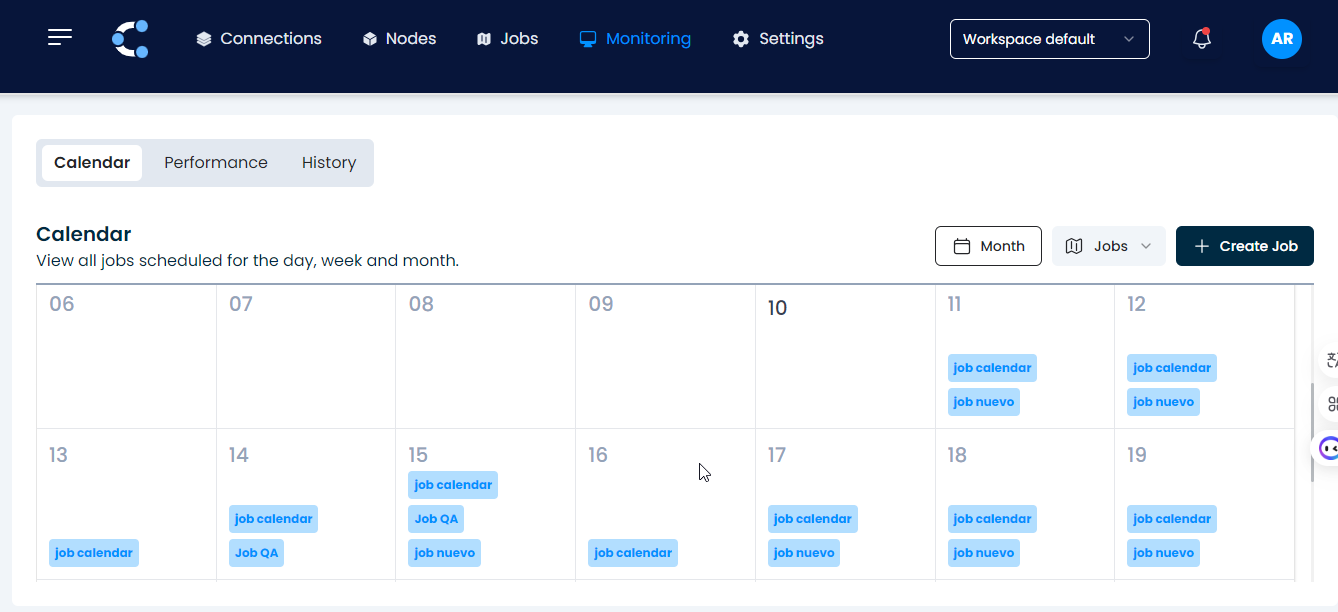 Connections Nodes Jobs Monitoring Settings Workspace default AR
Calendar Performance History
Calendar
View all jobs scheduled for the day, week and month.
Month Jobs Create Job
06 07 08 09 10 11 12
job calendar job calendar
job nuevo job nuevo
13 14 15 16 17 18 19
job calendar
job calendar Job QA job calendar job calendar job calendar
job calendar Job QA job nuevo job calendar job nuevo job nuevo job nuevo